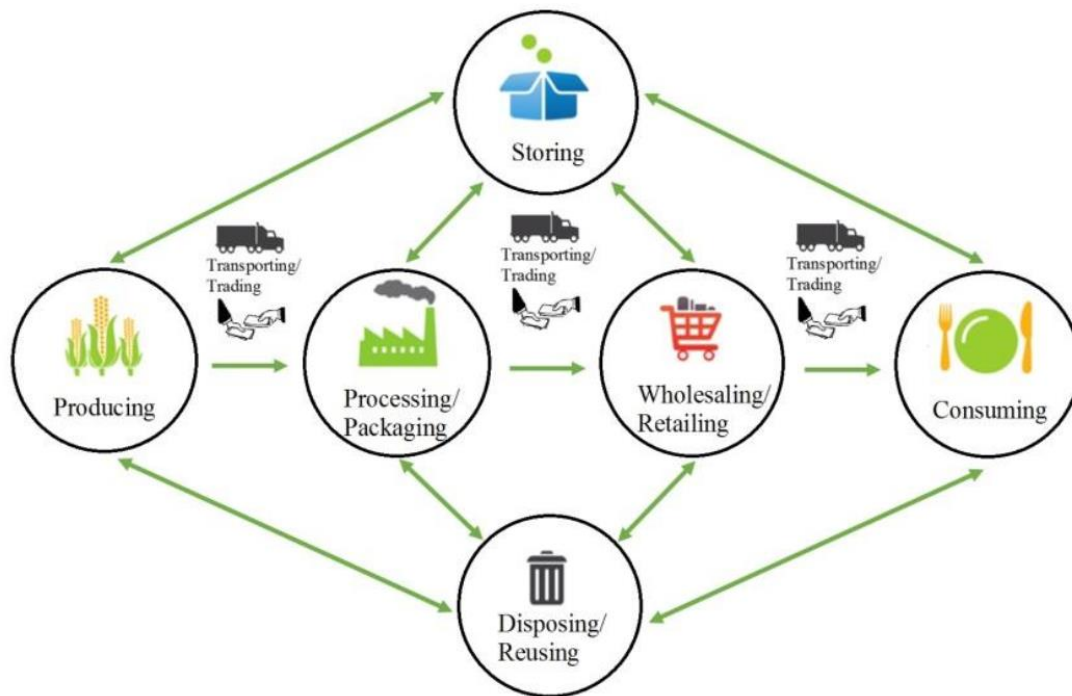 Storing
Transporting/
Trading
Transporting/
Trading
Transporting/
Trading
Producing
Processing/
Packaging
Wholesaling/
Retailing
Consuming
Disposing/
Reusing